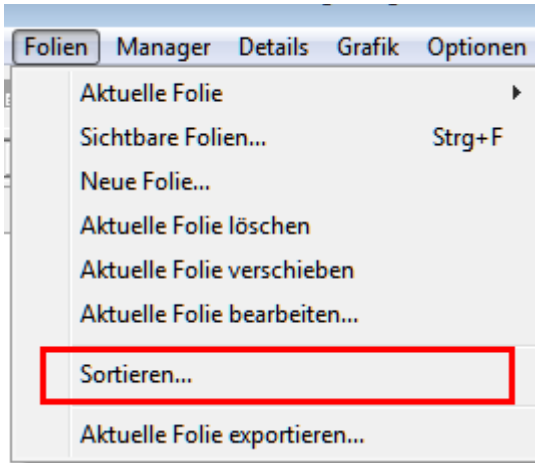 Folien Manager Details Grafik Optionen
Aktuelle Folie
Sichtbare Folien... Strg+F
Neue Folie...
Aktuelle Folie löschen
Aktuelle Folie verschieben
Aktuelle Folie bearbeiten...
Sortieren...
Aktuelle Folie exportieren...